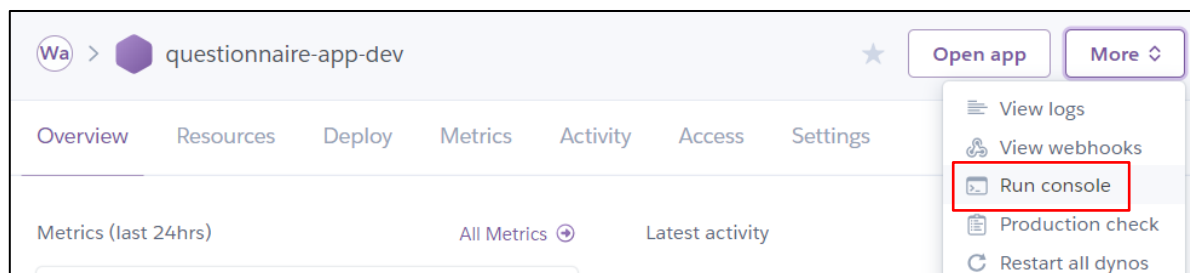 Wa > questionnaire-app-dev Open app More
View logs
Overview Resources Deploy Metrics Activity Access Settings
View webhooks
Run console
Production check
Metrics (last 24hrs) All Metrics Latest activity
Restart all dynos